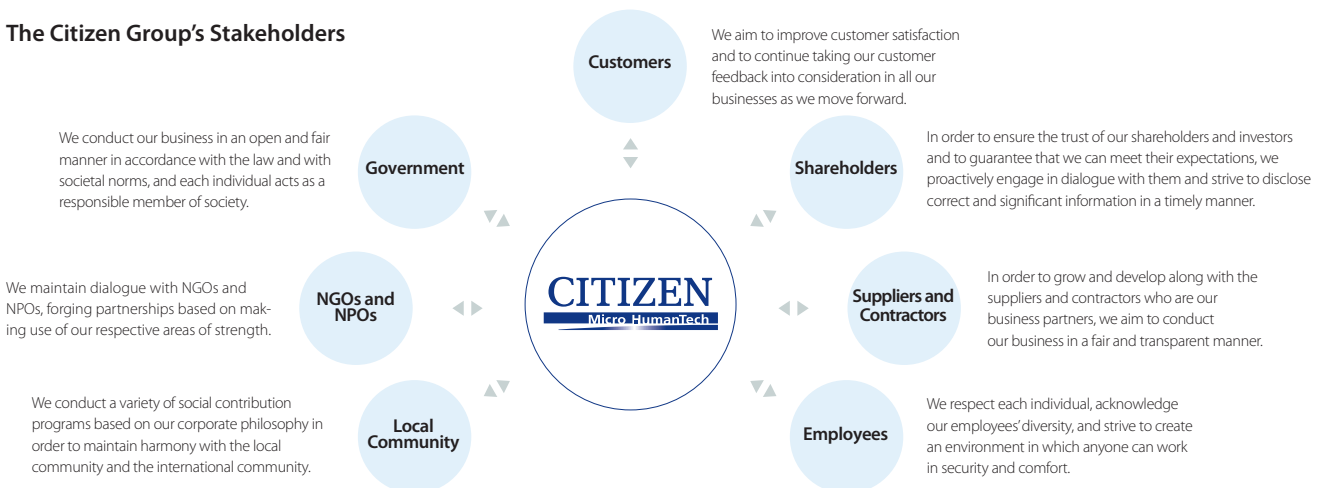 The Citizen Group’s Stakeholders
Customers
We aim to improve customer satisfaction
and to continue taking our customer
feedback into consideration in all our
businesses as we move forward.
We conduct our business in an open and fair
manner in accordance with the law and with
societal norms, and each individual acts as a
responsible member of society.
Government
Shareholders
In order to ensure the trust of our shareholders and investors
and to guarantee that we can meet their expectations, we
proactively engage in dialogue with them and strive to disclose
correct and significant information in a timely manner.
We maintain dialogue with NGOs and
NPOs, forging partnerships based on mak-
ing use of our respective areas of strength.
NGOs and
NPOs
CITIZEN
Micro HumanTech
Suppliers and
Contractors
In order to grow and develop along with the
suppliers and contractors who are our
business partners, we aim to conduct
our business in a fair and transparent manner.
We conduct a variety of social contribution
programs based on our corporate philosophy in
order to maintain harmony with the local
community and the international community.
Local
Community
Employees
We respect each individual, acknowledge
our employees’ diversity, and strive to create
an environment in which anyone can work
in security and comfort.